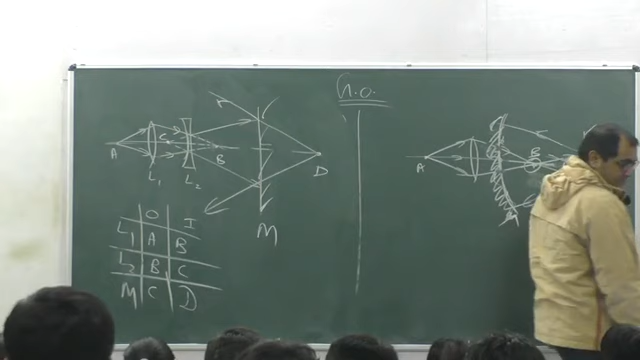 G.O.
A C B D
L1 L2
M
O I
L1 A B
L2 B C
M C D
A B